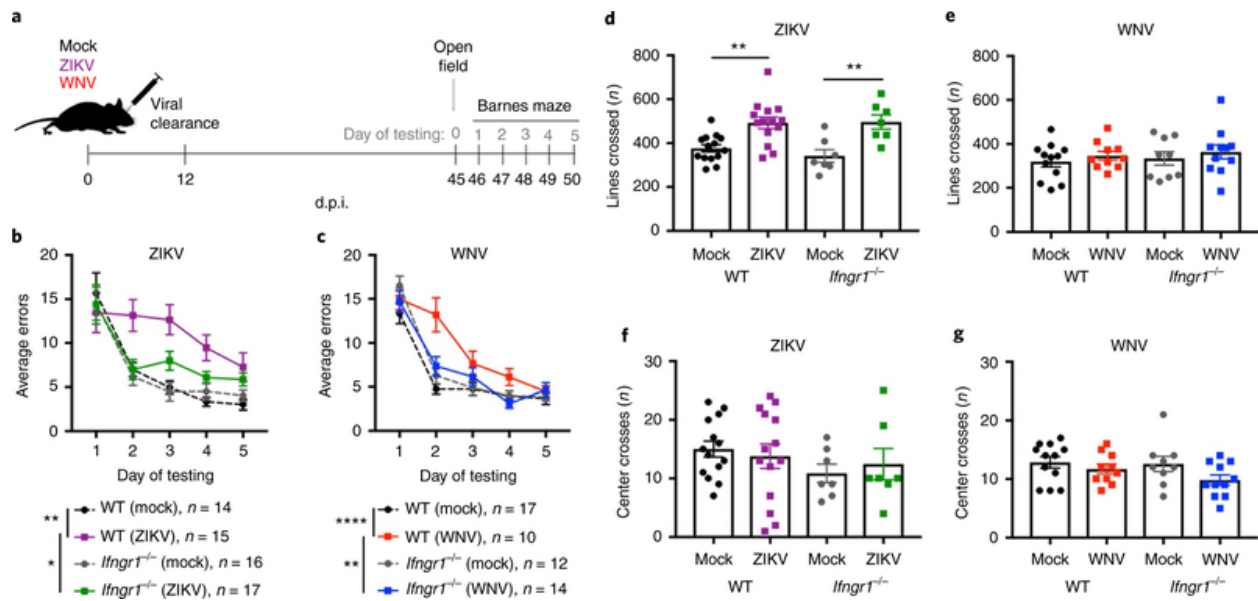 a
Mock
ZIKV
WNV
Viral
clearance
Open
field
Barnes maze
Day of testing: 0 1 2 3 4 5
0 12 45 46 47 48 49 50
d.p.i.
b
ZIKV
Average errors
20
15
10
5
0
1 2 3 4 5
Day of testing
** WT (mock), n = 14
WT (ZIKV), n = 15
* Ifngr1–/– (mock), n = 16
Ifngr1–/– (ZIKV), n = 17
c
WNV
Average errors
20
15
10
5
0
1 2 3 4 5
Day of testing
**** WT (mock), n = 17
WT (WNV), n = 10
** Ifngr1–/– (mock), n = 12
Ifngr1–/– (WNV), n = 14
d
ZIKV
Lines crossed (n)
800
600
400
200
0
** **
Mock ZIKV Mock ZIKV
WT Ifngr1–/–
e
WNV
Lines crossed (n)
800
600
400
200
0
Mock WNV Mock WNV
WT Ifngr1–/–
f
ZIKV
Center crosses (n)
30
20
10
0
Mock ZIKV Mock ZIKV
WT Ifngr1–/–
g
WNV
Center crosses (n)
30
20
10
0
Mock WNV Mock WNV
WT Ifngr1–/–